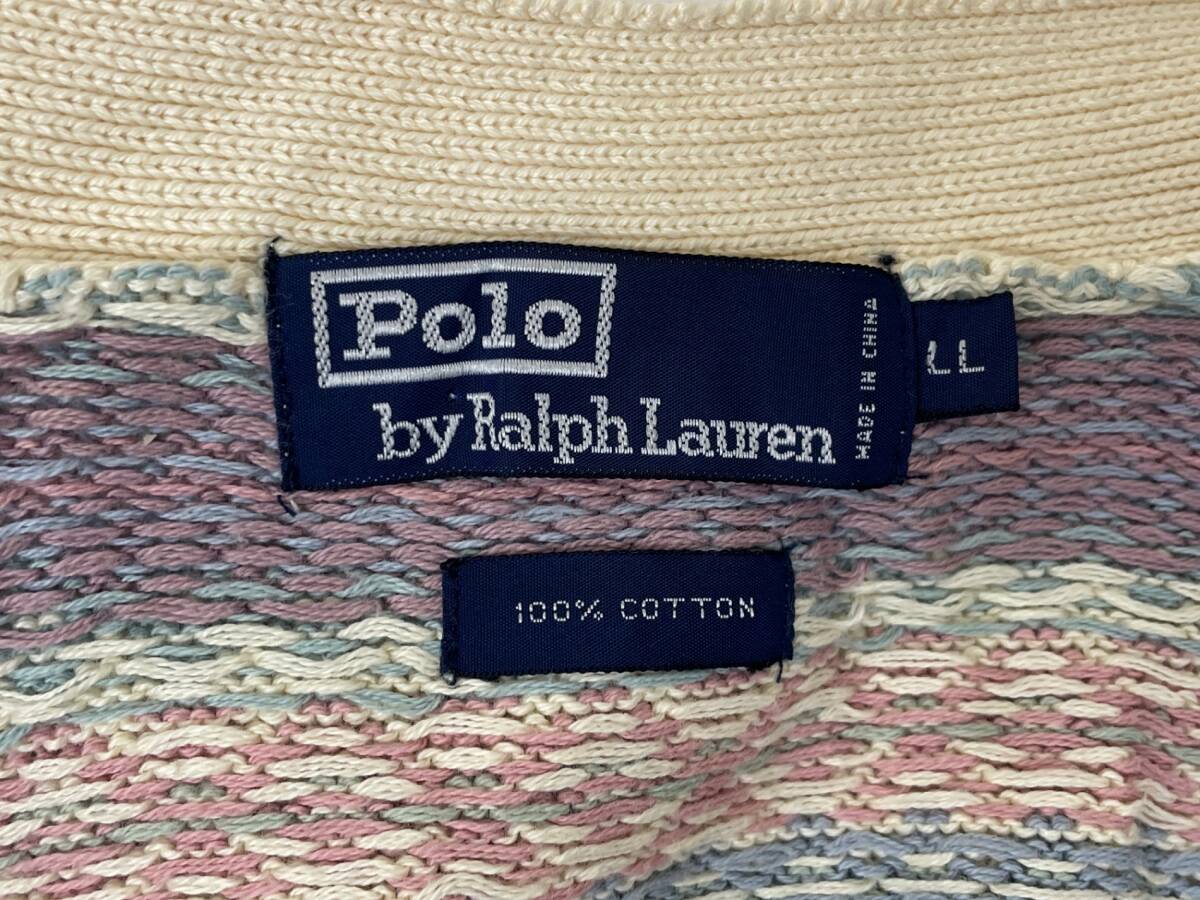 Polo
by Ralph Lauren
MADE IN CHINA
LL
100% COTTON